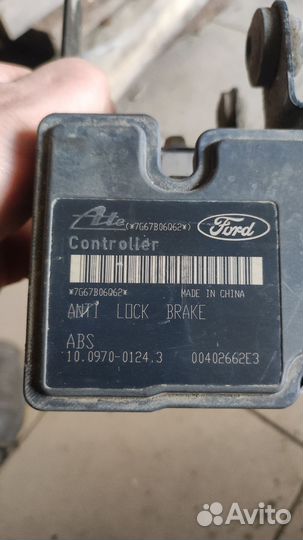 Ate (*7G67B06Q62*) Ford
Controller
*7G67B06Q62* MADE IN CHINA
ANTI LOCK BRAKE
ABS
10.0970-0124.3 00402662E3
Avito